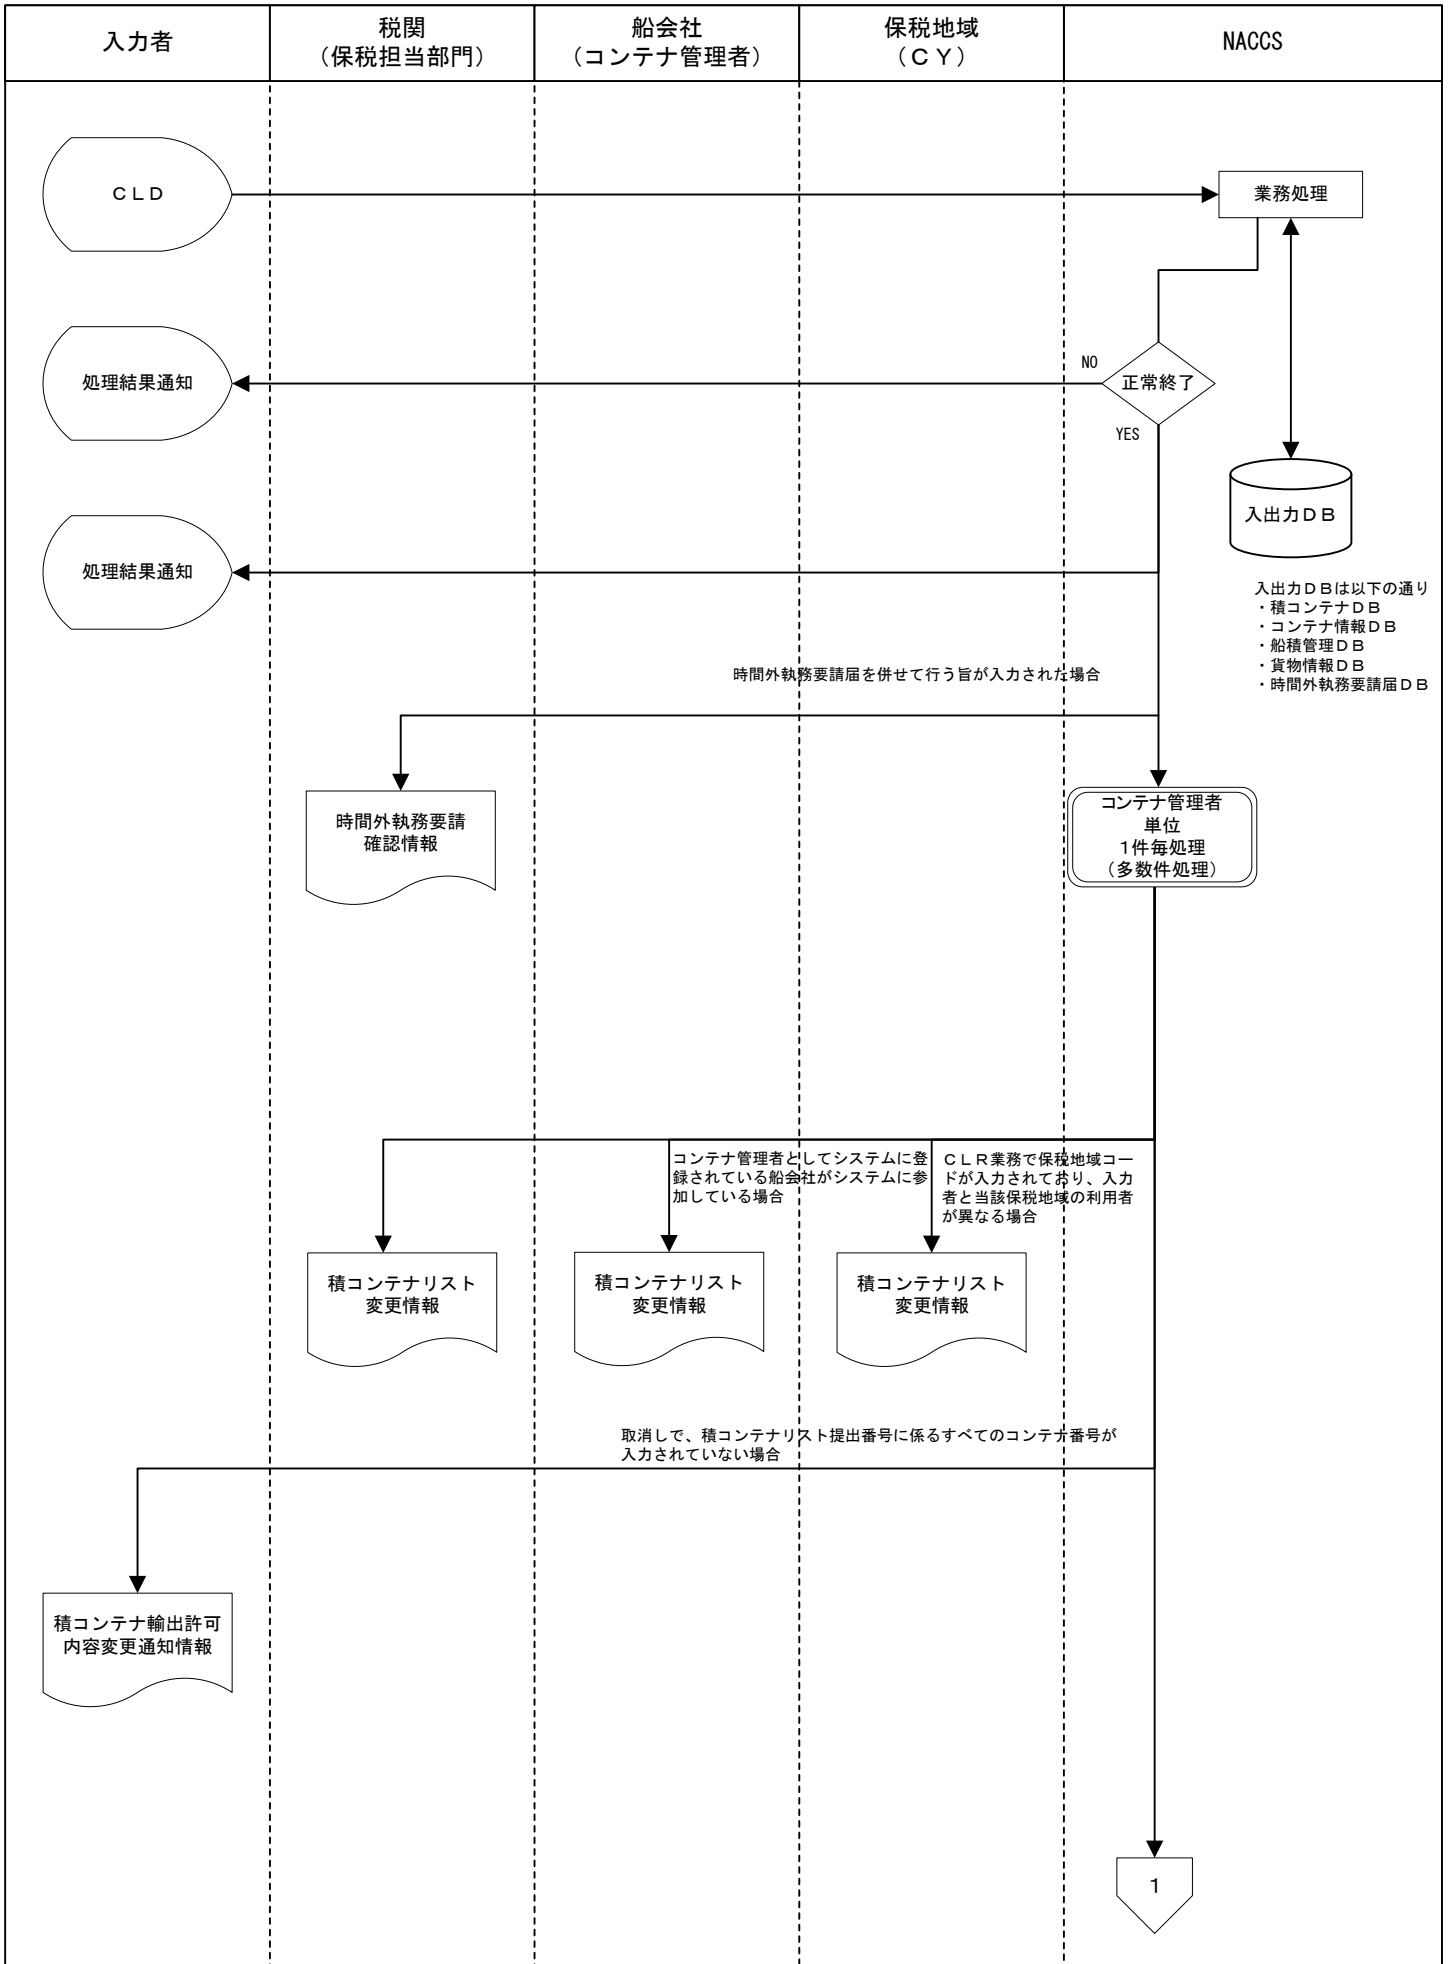 入力者
税関
（保税担当部門）
船会社
（コンテナ管理者）
保税地域
（ＣＹ）
NACCS
ＣＬＤ
業務処理
処理結果通知
NO
正常終了
YES
入出力ＤＢ
処理結果通知
入出力ＤＢは以下の通り
・積コンテナＤＢ
・コンテナ情報ＤＢ
・船積管理ＤＢ
・貨物情報ＤＢ
・時間外執務要請届ＤＢ
時間外執務要請届を併せて行う旨が入力された場合
時間外執務要請
確認情報
コンテナ管理者
単位
1件毎処理
（多数件処理）
コンテナ管理者としてシステムに登
録されている船会社がシステムに参
加している場合
ＣＬＲ業務で保税地域コー
ドが入力されており、入力
者と当該保税地域の利用者
が異なる場合
積コンテナリスト
変更情報
積コンテナリスト
変更情報
積コンテナリスト
変更情報
取消しで、積コンテナリスト提出番号に係るすべてのコンテナ番号が
入力されていない場合
積コンテナ輸出許可
内容変更通知情報
1